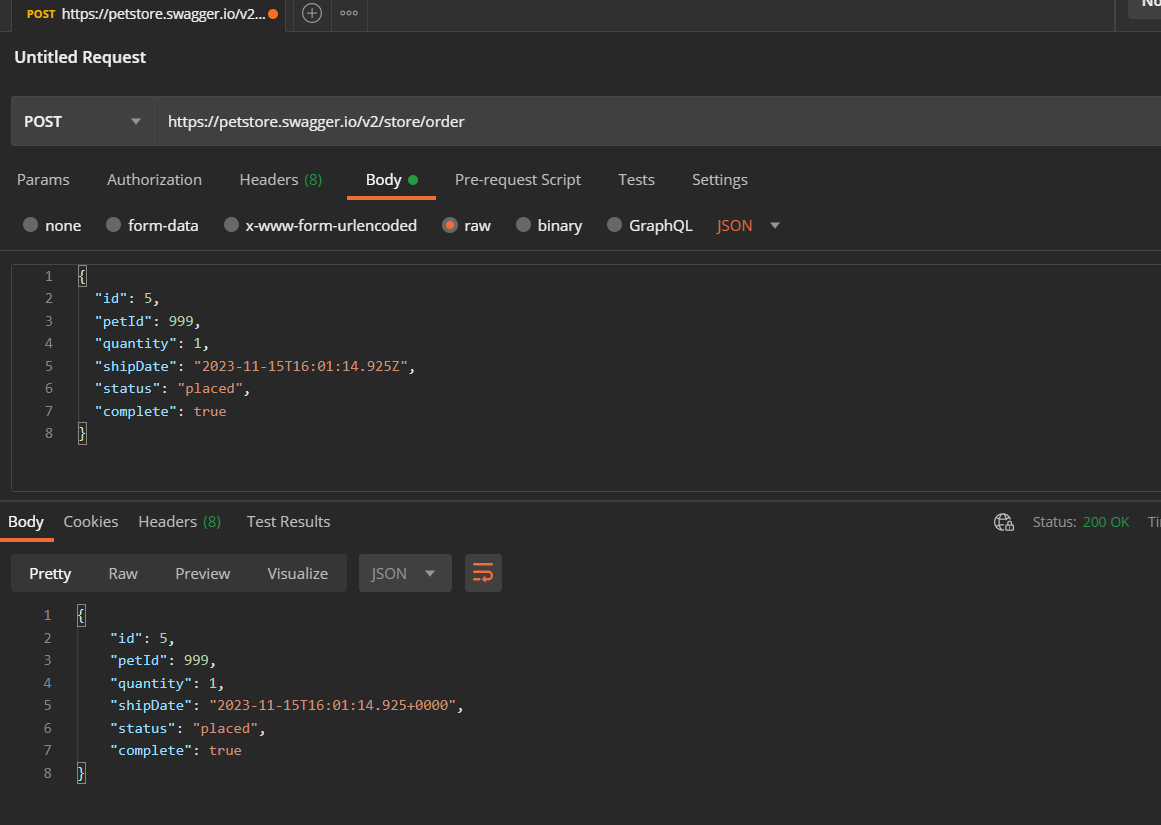 POST https://petstore.swagger.io/v2...
Untitled Request
POST https://petstore.swagger.io/v2/store/order
Params Authorization Headers (8) Body Pre-request Script Tests Settings
none form-data x-www-form-urlencoded raw binary GraphQL JSON
1 {
2 "id": 5,
3 "petId": 999,
4 "quantity": 1,
5 "shipDate": "2023-11-15T16:01:14.925Z",
6 "status": "placed",
7 "complete": true
8 }
Body Cookies Headers (8) Test Results Status: 200 OK
Pretty Raw Preview Visualize JSON
1 {
2 "id": 5,
3 "petId": 999,
4 "quantity": 1,
5 "shipDate": "2023-11-15T16:01:14.925+0000",
6 "status": "placed",
7 "complete": true
8 }